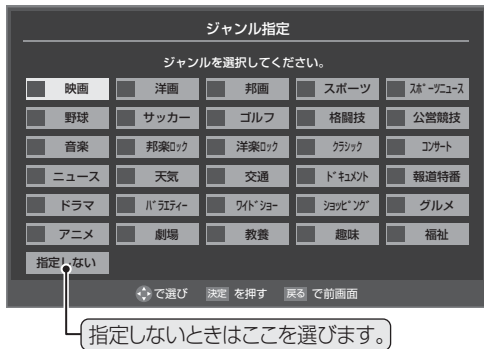 ジャンル指定
ジャンルを選択してください。
映画 洋画 邦画 スポーツ ｽﾎﾟｰﾂﾆｭｰｽ
野球 サッカー ゴルフ 格闘技 公営競技
音楽 邦楽ﾛｯｸ 洋楽ﾛｯｸ ｸﾗｼｯｸ ｺﾝｻｰﾄ
ニュース 天気 交通 ﾄﾞｷｭﾒﾝﾄ 報道特番
ドラマ ﾊﾞﾗｴﾃｨｰ ﾜｲﾄﾞｼｮｰ ｼｮｯﾋﾟﾝｸﾞ グルメ
アニメ 劇場 教養 趣味 福祉
指定しない
で選び 決定 を押す 戻る で前画面
指定しないときはここを選びます。